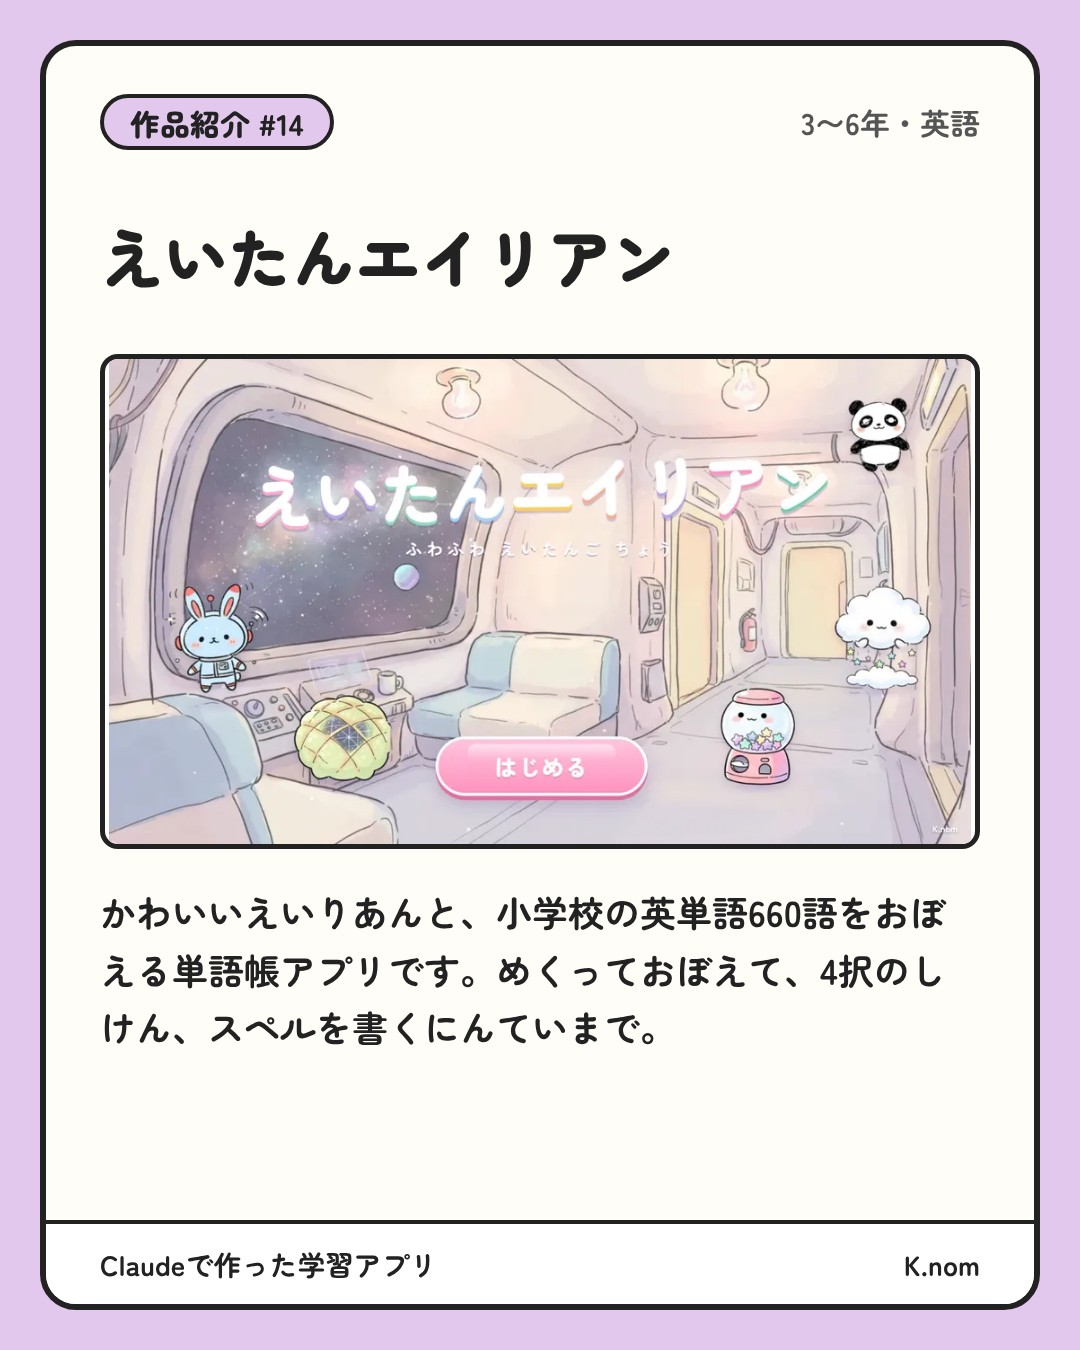 作品紹介 #14
3〜6年・英語
えいたんエイリアン
えいたんエイリアン
ふわふわ えいたんご ちょう
はじめる
K.nom
かわいいえいりあんと、小学校の英単語660語をおぼ
える単語帳アプリです。めくっておぼえて、4択のし
けん、スペルを書くにんていまで。
Claudeで作った学習アプリ
K.nom